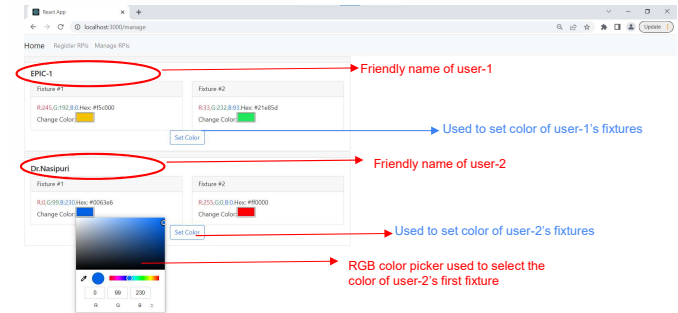 React App
localhost:3000/manage
Update
Home Register RPIs Manage RPIs
EPIC-1
Friendly name of user-1
Fixture #1
Fixture #2
R:245,G:192,B:0,Hex: #f5c000
R:33,G:232,B:93,Hex: #21e85d
Change Color:
Change Color:
Set Color
Used to set color of user-1's fixtures
Dr.Nasipuri
Friendly name of user-2
Fixture #1
Fixture #2
R:0,G:99,B:230,Hex: #0063e6
R:255,G:0,B:0,Hex: #ff0000
Change Color:
Change Color:
Set Color
Used to set color of user-2's fixtures
RGB color picker used to select the
color of user-2's first fixture
0 99 230
R G B